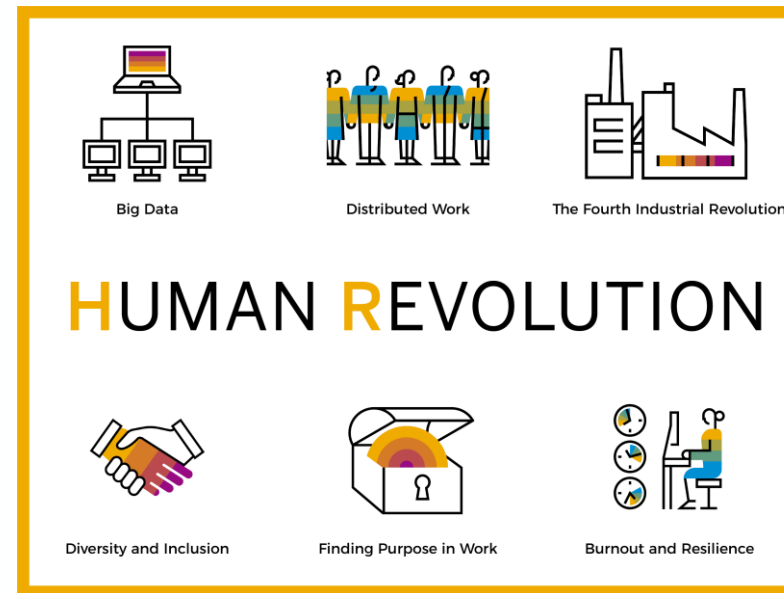 Big Data
Distributed Work
The Fourth Industrial Revolution
HUMAN REVOLUTION
Diversity and Inclusion
Finding Purpose in Work
Burnout and Resilience